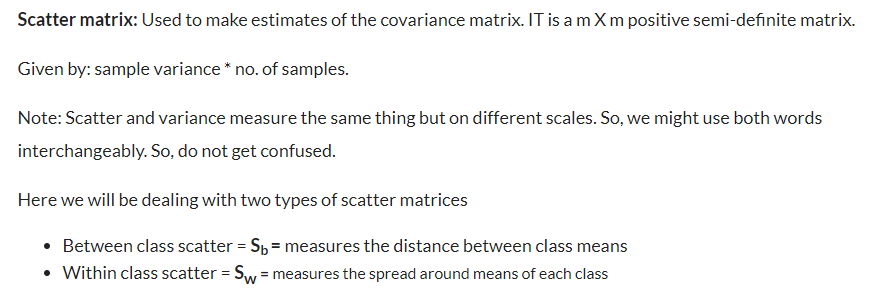 Scatter matrix: Used to make estimates of the covariance matrix. IT is a m X m positive semi-definite matrix.
Given by: sample variance * no. of samples.
Note: Scatter and variance measure the same thing but on different scales. So, we might use both words
interchangeably. So, do not get confused.
Here we will be dealing with two types of scatter matrices
• Between class scatter = Sb = measures the distance between class means
• Within class scatter = Sw = measures the spread around means of each class